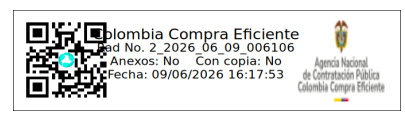 Colombia Compra Eficiente
Rad No. 2_2026_06_09_006106
Anexos: No    Con copia: No
Fecha: 09/06/2026 16:17:53
Agencia Nacional
de Contratación Pública
Colombia Compra Eficiente